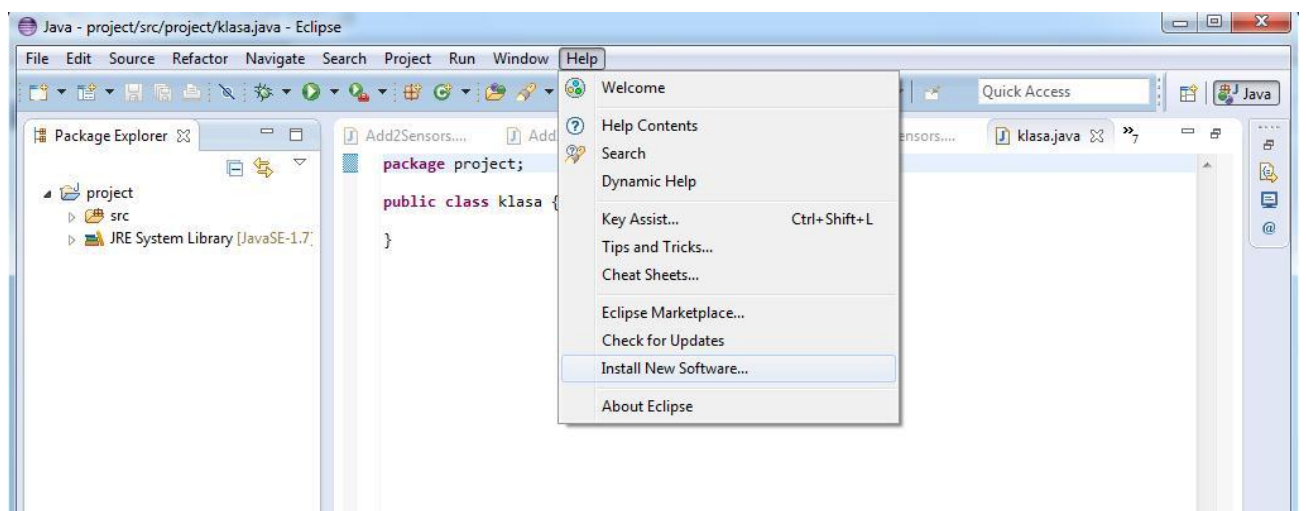 Java - project/src/project/klasa.java - Eclipse
File Edit Source Refactor Navigate Search Project Run Window Help
Quick Access
Java
Package Explorer
Add2Sensors....
Add
ensors....
klasa.java
»7
project
src
JRE System Library [JavaSE-1.7]
package project;
public class klasa {
}
Welcome
Help Contents
Search
Dynamic Help
Key Assist... Ctrl+Shift+L
Tips and Tricks...
Cheat Sheets...
Eclipse Marketplace...
Check for Updates
Install New Software...
About Eclipse